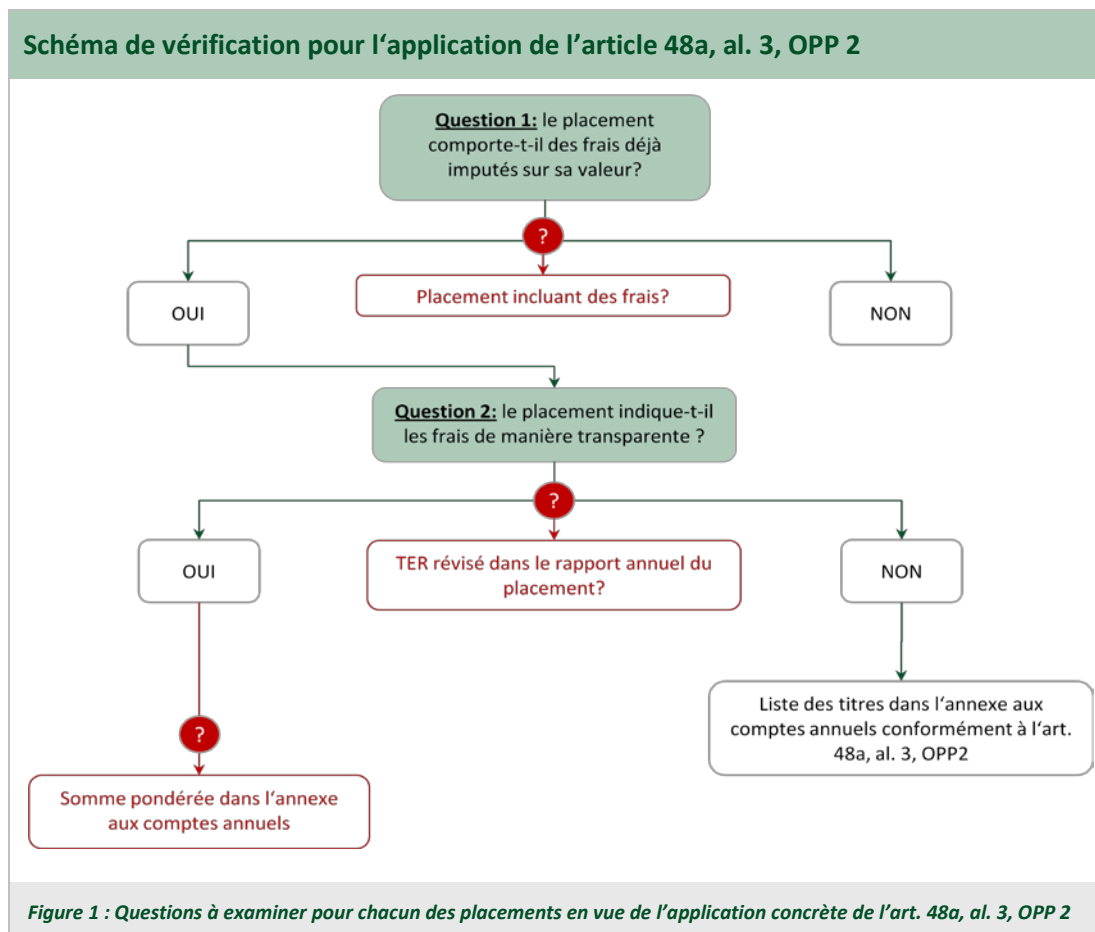 Schéma de vérification pour l‘application de l’article 48a, al. 3, OPP 2
Question 1: le placement
comporte-t-il des frais déjà
imputés sur sa valeur?
?
Placement incluant des frais?
OUI
NON
Question 2: le placement indique-t-il
les frais de manière transparente ?
?
OUI
TER révisé dans le rapport annuel du
placement?
NON
?
Liste des titres dans l‘annexe aux
comptes annuels conformément à l‘art.
48a, al. 3, OPP2
Somme pondérée dans l‘annexe
aux comptes annuels
Figure 1 : Questions à examiner pour chacun des placements en vue de l’application concrète de l’art. 48a, al. 3, OPP 2